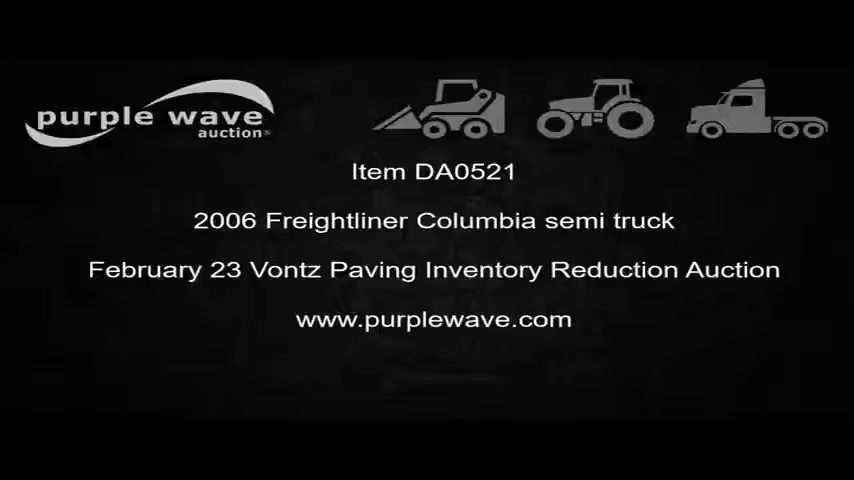 purple wave
auction®
Item DA0521
2006 Freightliner Columbia semi truck
February 23 Vontz Paving Inventory Reduction Auction
www.purplewave.com